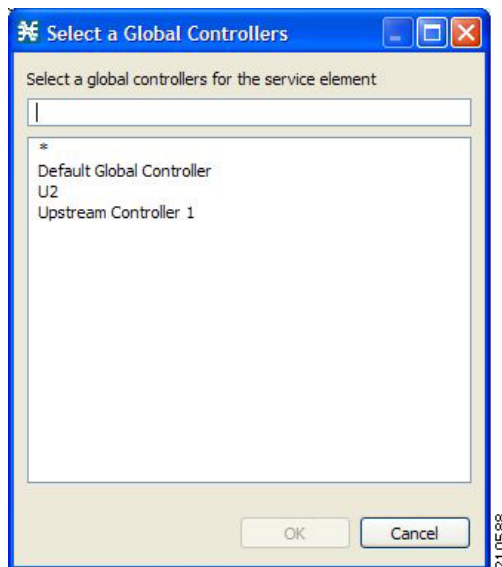 Select a Global Controllers
Select a global controllers for the service element
*
Default Global Controller
U2
Upstream Controller 1
OK
Cancel
210588